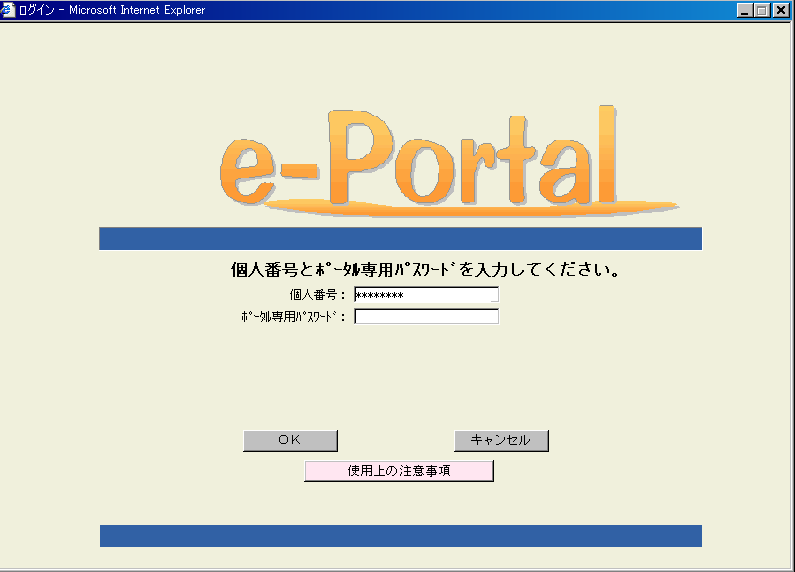 ログイン - Microsoft Internet Explorer
e-Portal
個人番号とﾎﾟｰﾀﾙ専用ﾊﾟｽﾜｰﾄﾞを入力してください。
個人番号： ********
ﾎﾟｰﾀﾙ専用ﾊﾟｽﾜｰﾄﾞ：
ＯＫ キャンセル
使用上の注意事項